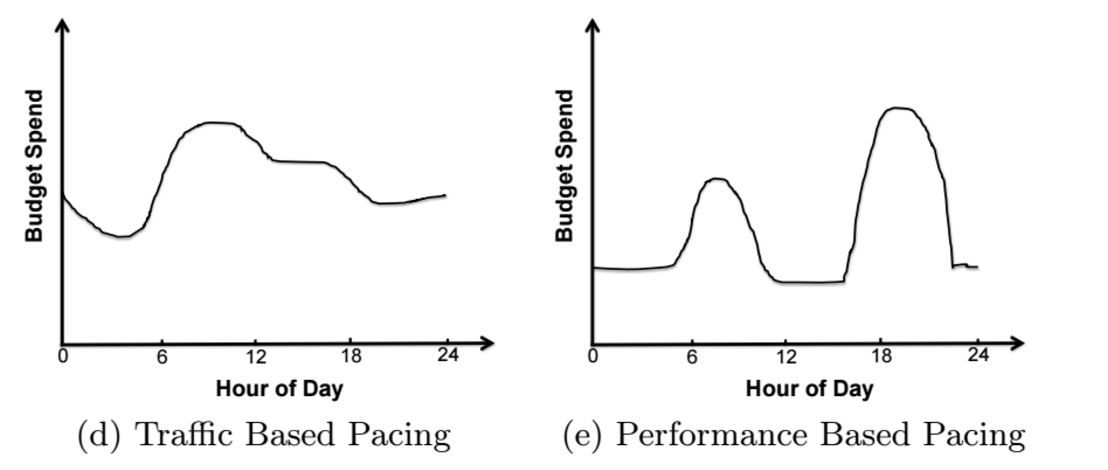 Budget Spend
0 6 12 18 24
Hour of Day
(d) Traffic Based Pacing
Budget Spend
0 6 12 18 24
Hour of Day
(e) Performance Based Pacing